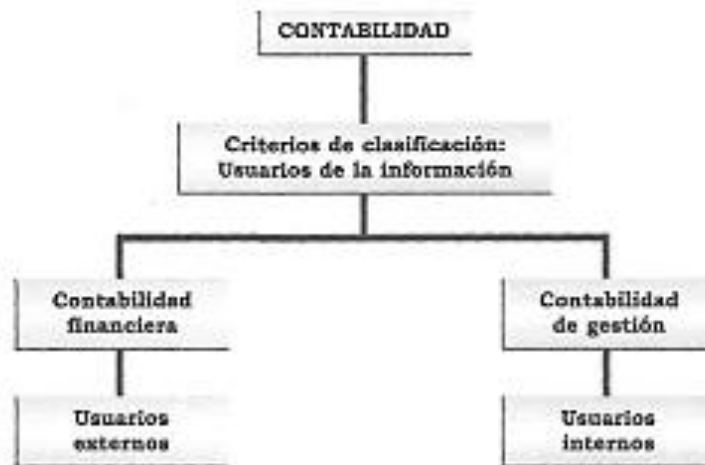 CONTABILIDAD
Criterios de clasificación:
Usuarios de la información
Contabilidad
financiera
Contabilidad
de gestión
Usuarios
externos
Usuarios
internos